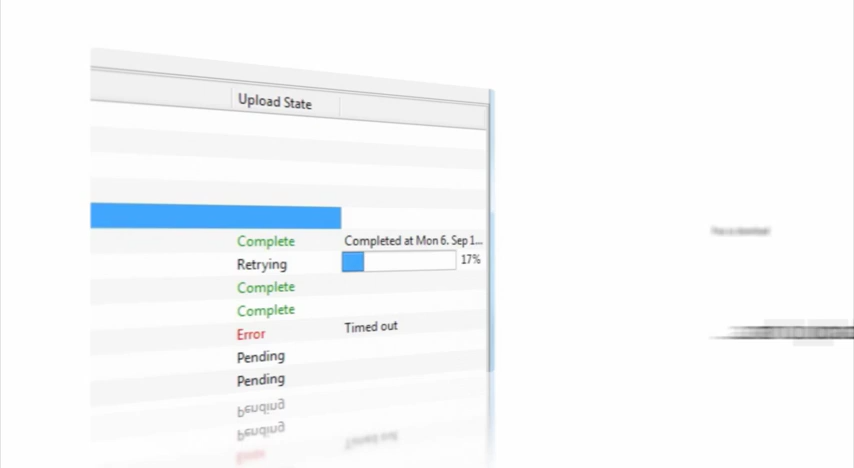 Upload State
Complete Completed at Mon 6. Sep 1...
Retrying 17%
Complete
Complete
Error Timed out
Pending
Pending